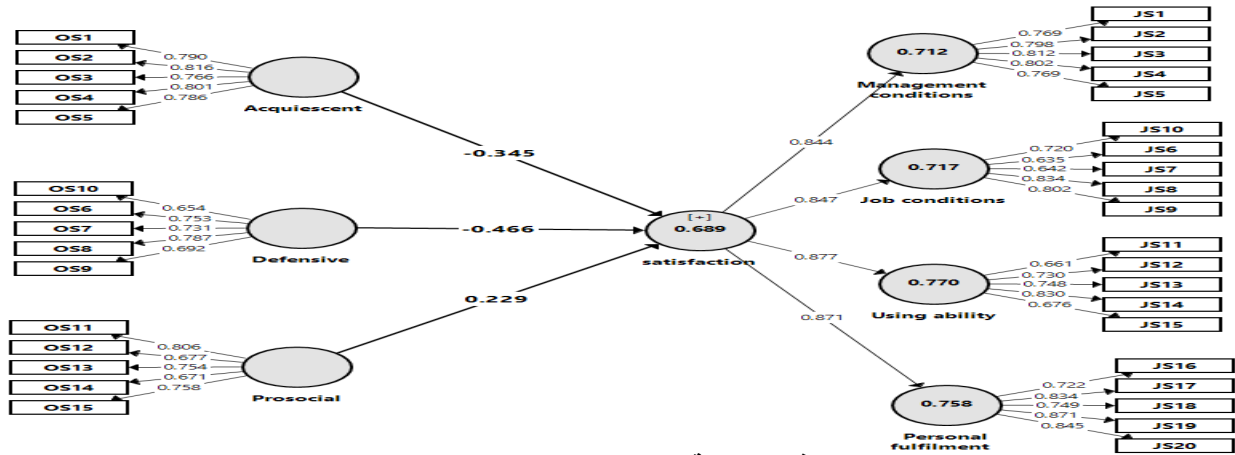 OS1
OS2
OS3
OS4
OS5
0.790
0.816
0.766
0.801
0.786
Acquiescent
OS10
OS6
OS7
OS8
OS9
0.654
0.753
0.731
0.787
0.692
Defensive
OS11
OS12
OS13
OS14
OS15
0.806
0.677
0.754
0.671
0.758
Prosocial
-0.345
-0.466
0.229
[+]
0.689
satisfaction
0.844
0.847
0.877
0.871
0.712
Management
conditions
0.769
0.798
0.812
0.802
0.769
JS1
JS2
JS3
JS4
JS5
0.717
Job conditions
0.720
0.635
0.642
0.834
0.802
JS10
JS6
JS7
JS8
JS9
0.770
Using ability
0.661
0.730
0.748
0.830
0.676
JS11
JS12
JS13
JS14
JS15
0.758
Personal
fulfilment
0.722
0.834
0.749
0.871
0.845
JS16
JS17
JS18
JS19
JS20